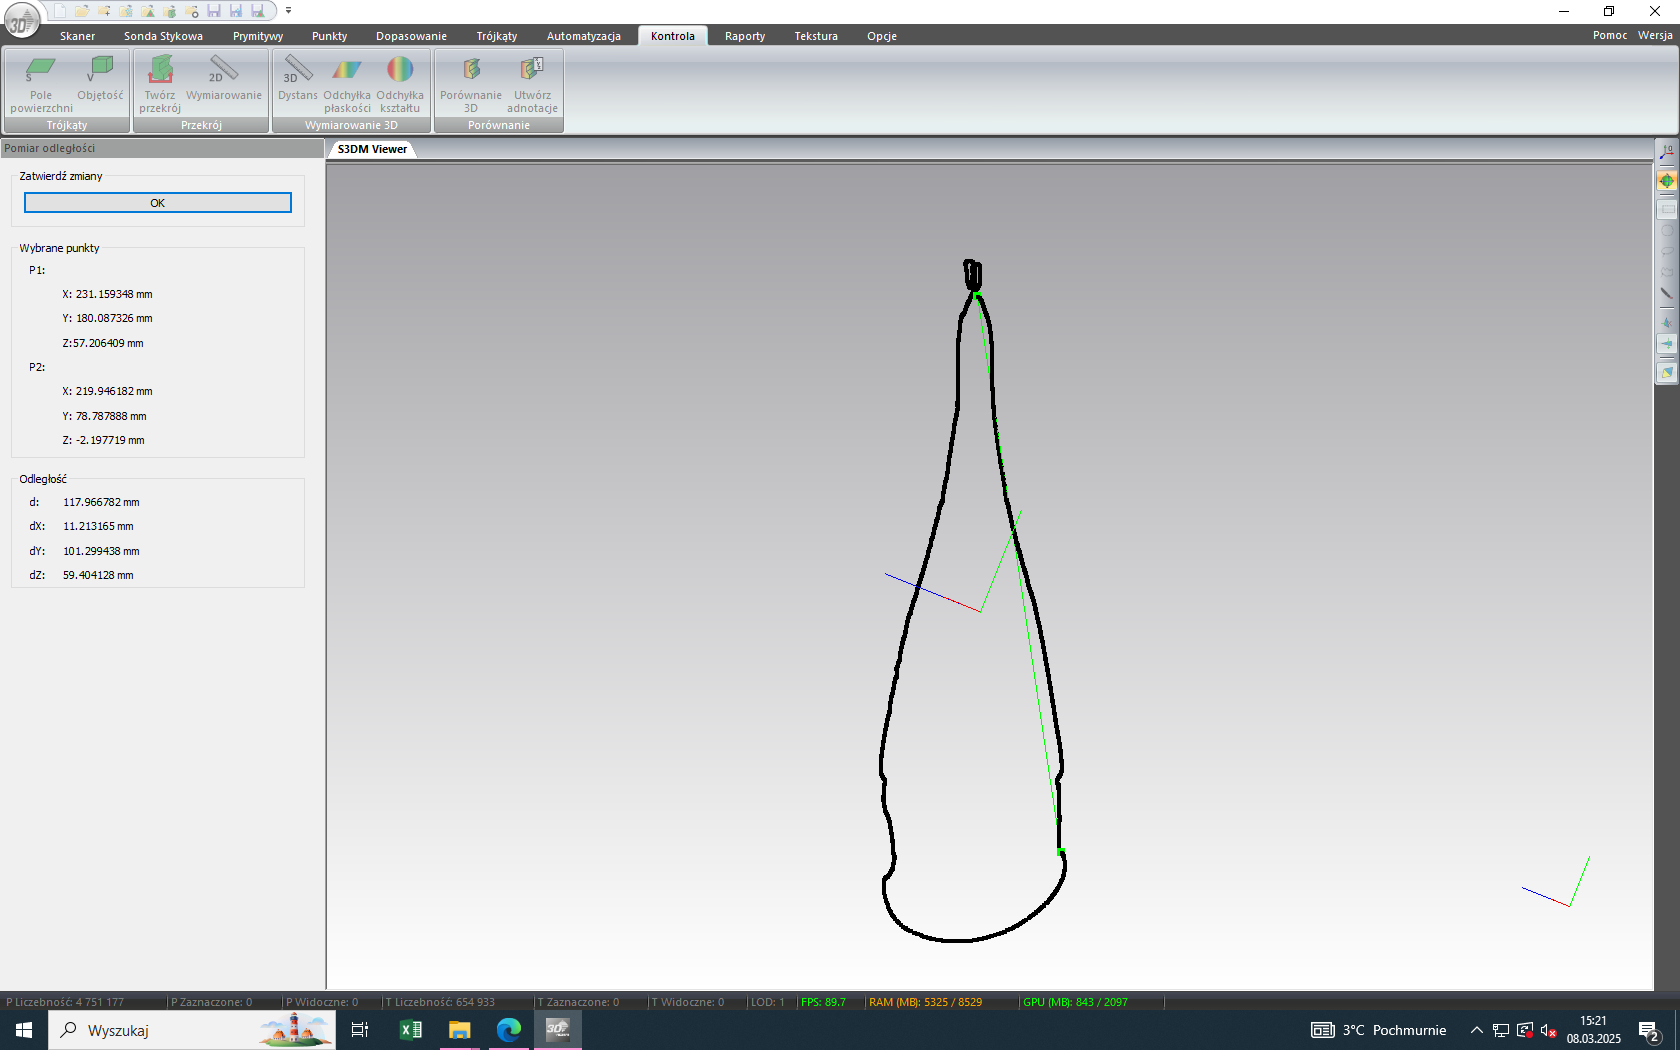 3D
Skaner
Sonda Stykowa
Prymitywy
Punkty
Dopasowanie
Trójkąty
Automatyzacja
Kontrola
Raporty
Tekstura
Opcje
Pomoc
Wersja
S
Pole powierzchni
V
Objętość
Trójkąty
Twórz przekrój
2D
Wymiarowanie
Przekrój
3D
Dystans
Odchyłka płaskości
Odchyłka kształtu
Wymiarowanie 3D
Porównanie 3D
Utwórz adnotacje
Porównanie
Pomiar odległości
S3DM Viewer
Zatwierdź zmiany
OK
Wybrane punkty
P1:
X: 231.159348 mm
Y: 180.087326 mm
Z:57.206409 mm
P2:
X: 219.946182 mm
Y: 78.787888 mm
Z: -2.197719 mm
Odległość
d: 117.966782 mm
dX: 11.213165 mm
dY: 101.299438 mm
dZ: 59.404128 mm
P Liczebność: 4 751 177
P Zaznaczone: 0
P Widoczne: 0
T Liczebność: 654 933
T Zaznaczone: 0
T Widoczne: 0
LOD: 1
FPS: 89.7
RAM (MB): 5325 / 8529
GPU (MB): 843 / 2097
Wyszukaj
3D
3°C Pochmurnie
15:21
08.03.2025
2